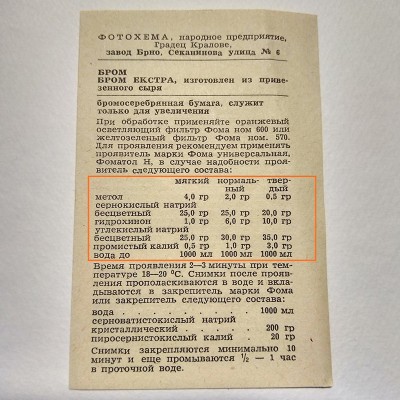 ФОТОХЕМА, народное предприятие,
Градец Кралове,
завод Брно, Секанинова улица № 6
БРОМ
БРОМ ЕКСТРА, изготовлен из приве-
зенного сыря
бромосеребрянная бумага, служит
только для увеличения
При обработке применяйте оранжевый
осветляющий фильтр Фома ном 600 или
желтозеленый фильтр Фома ном. 570.
Для проявления рекомендуем применять
проявитель марки Фома универсальная,
Фоматол Н, в случае надобности проя-
витель следующего состава:
мягкий нормаль- твер-
ный дый
метол 4,0 гр 2,0 гр 0,5 гр
сернокислый натрий
бесцветный 25,0 гр 25,0 гр 20,0 гр
гидрохинон 1,0 гр 6,0 гр 10,0 гр
углекислый натрий
бесцветный 25,0 гр 30,0 гр 35,0 гр
промистый калий 0,5 гр 1,0 гр 3,0 гр
вода до 1000 мл 1000 мл 1000 мл
Время проявления 2—3 минуты при тем-
пературе 18—20 °C. Снимки после прояв-
ления прополаскиваются в воде и вкла-
дываются в закрепитель марки Фома
или закрепитель следующего состава:
вода . . . . . . . . . 1000 мл
серноватистокислый натрий
кристаллический . . . . . 200 гр
пиросернистокислый калий . 20 гр
Снимки закрепляются минимально 10
минут и еще промываются 1/2 — 1 час
в проточной воде.